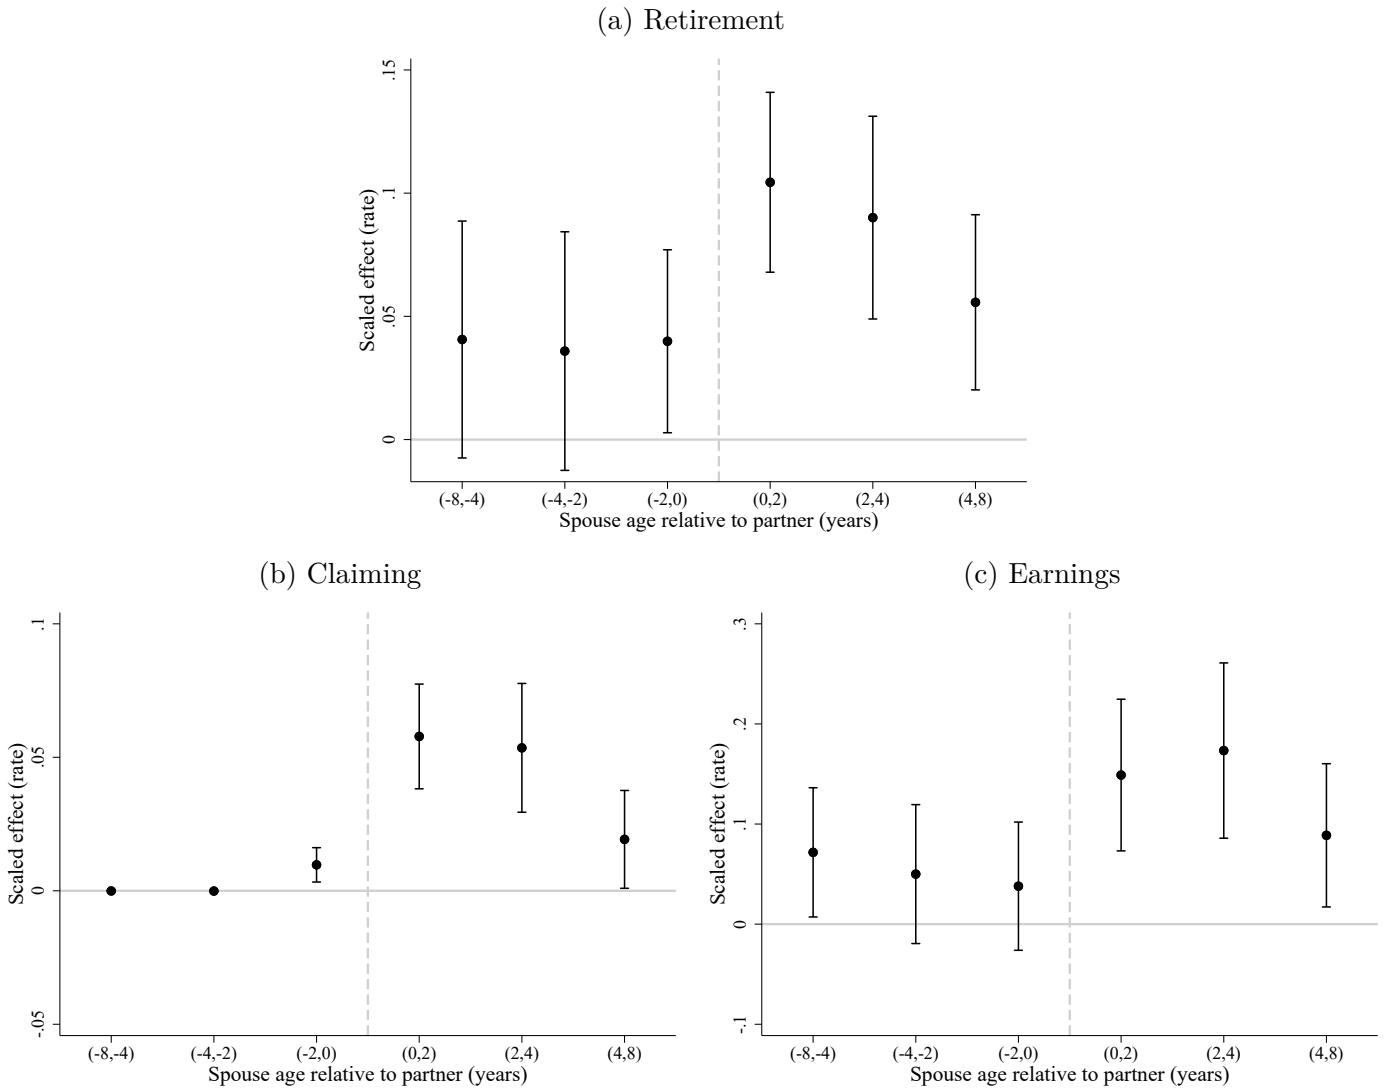 (a) Retirement
.15
.1
.05
0
Scaled effect (rate)
(-8,-4) (-4,-2) (-2,0) (0,2) (2,4) (4,8)
Spouse age relative to partner (years)
(b) Claiming
.1
.05
0
-.05
Scaled effect (rate)
(-8,-4) (-4,-2) (-2,0) (0,2) (2,4) (4,8)
Spouse age relative to partner (years)
(c) Earnings
.3
.2
.1
0
-.1
Scaled effect (rate)
(-8,-4) (-4,-2) (-2,0) (0,2) (2,4) (4,8)
Spouse age relative to partner (years)